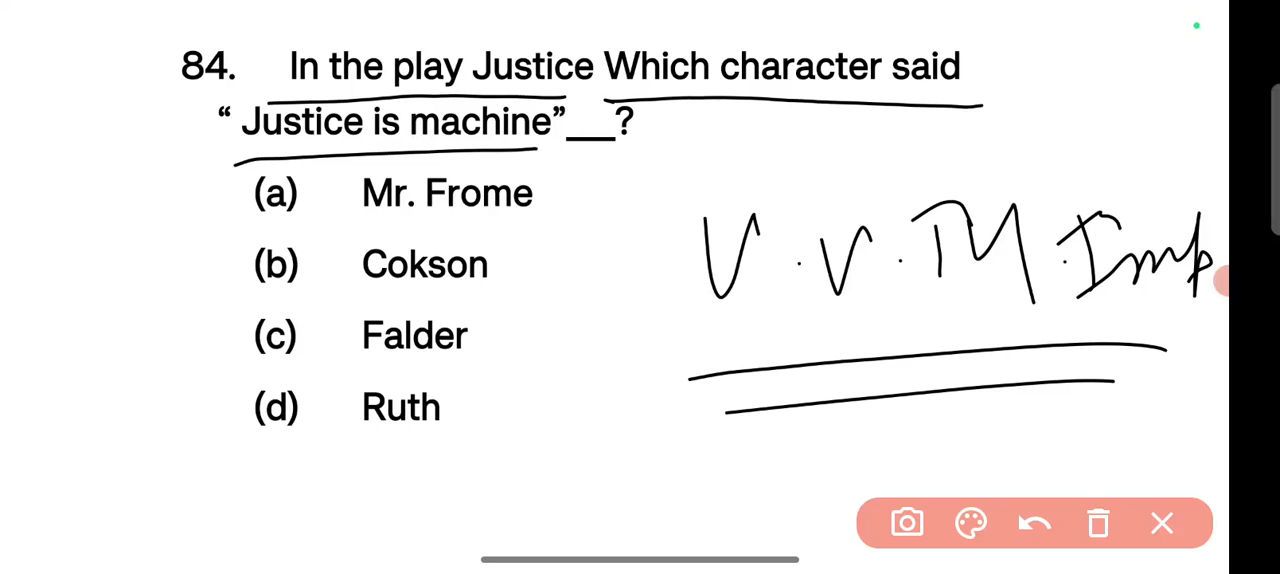 84. In the play Justice Which character said
“ Justice is machine”__?
(a) Mr. Frome
(b) Cokson
(c) Falder
(d) Ruth
V.V.M.Imp